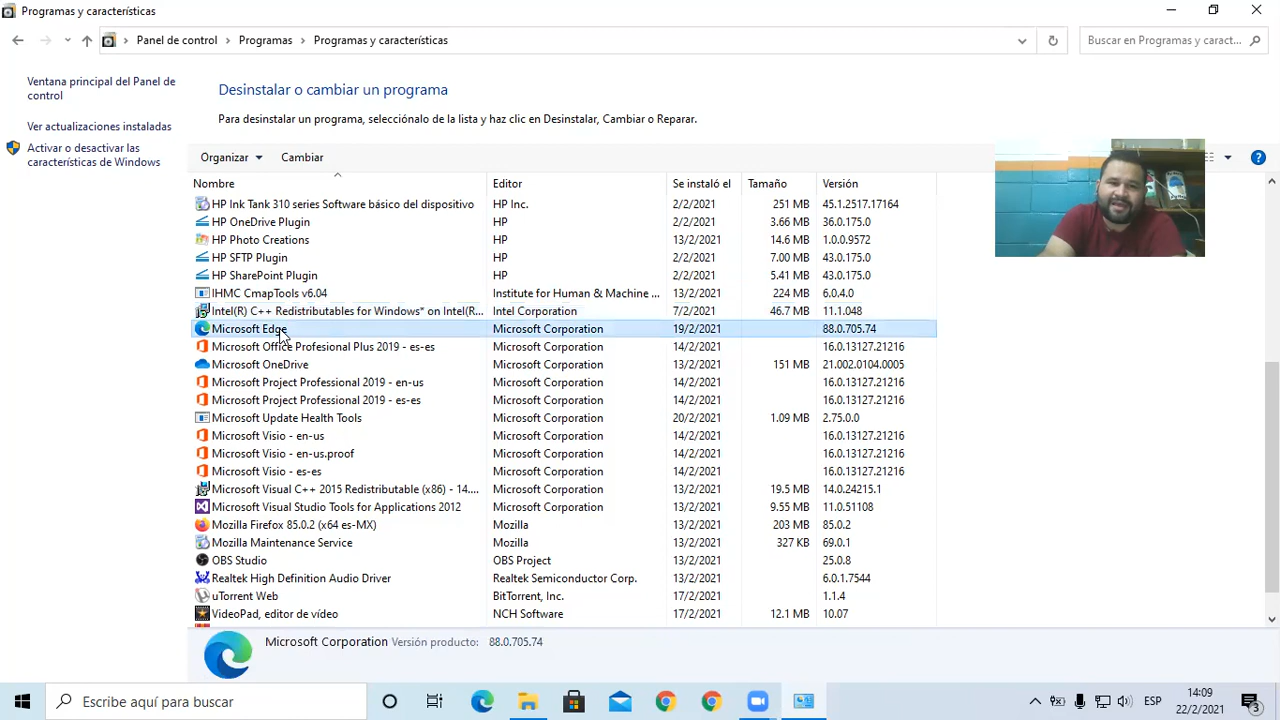 Programas y características
Panel de control > Programas > Programas y características
Buscar en Programas y caract...
Ventana principal del Panel de
control
Ver actualizaciones instaladas
Activar o desactivar las
características de Windows
Desinstalar o cambiar un programa
Para desinstalar un programa, selecciónalo de la lista y haz clic en Desinstalar, Cambiar o Reparar.
Organizar Cambiar
Nombre Editor Se instaló el Tamaño Versión
HP Ink Tank 310 series Software básico del dispositivo HP Inc. 2/2/2021 251 MB 45.1.2517.17164
HP OneDrive Plugin HP 2/2/2021 3.66 MB 36.0.175.0
HP Photo Creations HP 13/2/2021 14.6 MB 1.0.0.9572
HP SFTP Plugin HP 2/2/2021 7.00 MB 43.0.175.0
HP SharePoint Plugin HP 2/2/2021 5.41 MB 43.0.175.0
IHMC CmapTools v6.04 Institute for Human & Machine ... 13/2/2021 224 MB 6.0.4.0
Intel(R) C++ Redistributables for Windows* on Intel(R... Intel Corporation 7/2/2021 46.7 MB 11.1.048
Microsoft Edge Microsoft Corporation 19/2/2021 88.0.705.74
Microsoft Office Profesional Plus 2019 - es-es Microsoft Corporation 14/2/2021 16.0.13127.21216
Microsoft OneDrive Microsoft Corporation 13/2/2021 151 MB 21.002.0104.0005
Microsoft Project Professional 2019 - en-us Microsoft Corporation 14/2/2021 16.0.13127.21216
Microsoft Project Professional 2019 - es-es Microsoft Corporation 14/2/2021 16.0.13127.21216
Microsoft Update Health Tools Microsoft Corporation 20/2/2021 1.09 MB 2.75.0.0
Microsoft Visio - en-us Microsoft Corporation 14/2/2021 16.0.13127.21216
Microsoft Visio - en-us.proof Microsoft Corporation 14/2/2021 16.0.13127.21216
Microsoft Visio - es-es Microsoft Corporation 14/2/2021 16.0.13127.21216
Microsoft Visual C++ 2015 Redistributable (x86) - 14.... Microsoft Corporation 13/2/2021 19.5 MB 14.0.24215.1
Microsoft Visual Studio Tools for Applications 2012 Microsoft Corporation 13/2/2021 9.55 MB 11.0.51108
Mozilla Firefox 85.0.2 (x64 es-MX) Mozilla 13/2/2021 203 MB 85.0.2
Mozilla Maintenance Service Mozilla 13/2/2021 327 KB 69.0.1
OBS Studio OBS Project 13/2/2021 25.0.8
Realtek High Definition Audio Driver Realtek Semiconductor Corp. 13/2/2021 6.0.1.7544
uTorrent Web BitTorrent, Inc. 17/2/2021 1.1.4
VideoPad, editor de vídeo NCH Software 17/2/2021 12.1 MB 10.07
Microsoft Corporation Versión producto: 88.0.705.74
Escribe aquí para buscar
ESP
14:09
22/2/2021
3